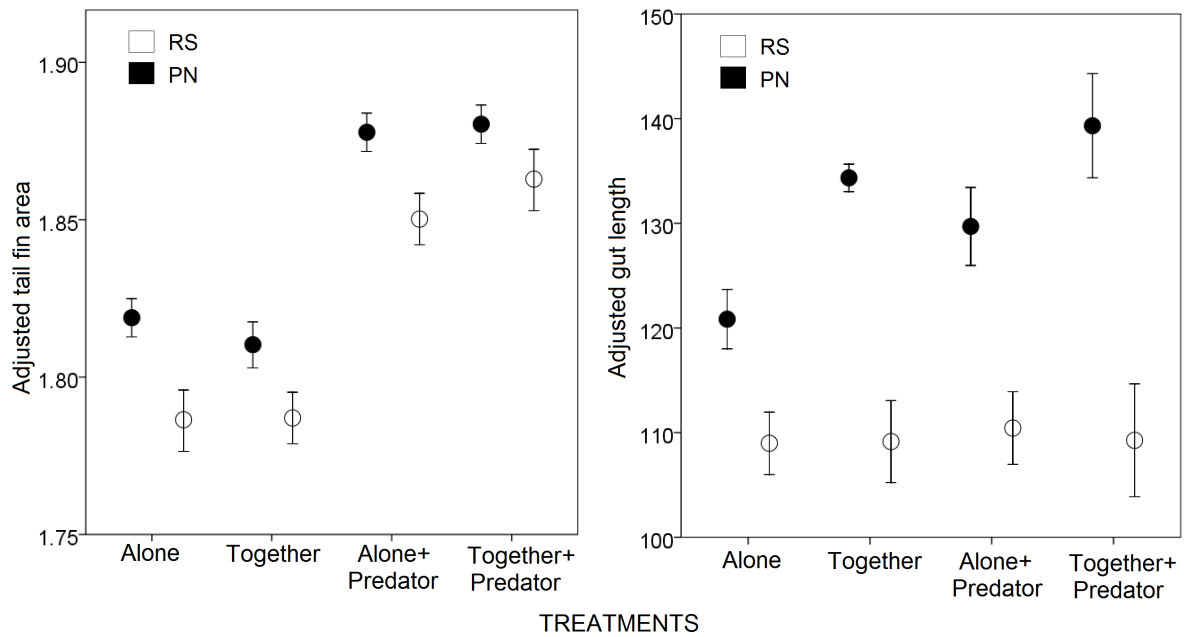 RS
PN
Adjusted tail fin area
1.90
1.85
1.80
1.75
Alone
Together
Alone+
Predator
Together+
Predator
RS
PN
Adjusted gut length
150
140
130
120
110
100
Alone
Together
Alone+
Predator
Together+
Predator
TREATMENTS